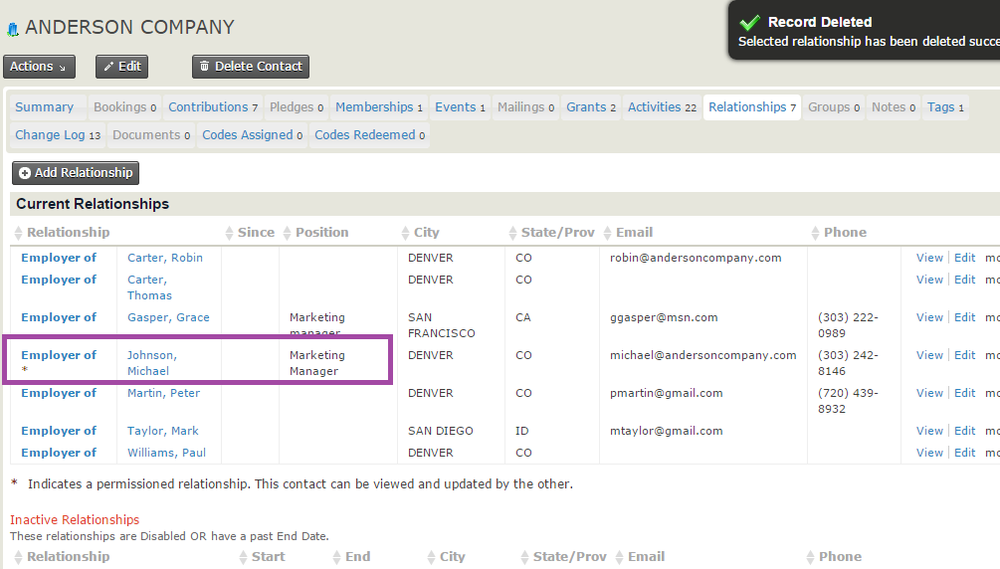 ANDERSON COMPANY
Record Deleted
Selected relationship has been deleted succe
Actions Edit Delete Contact
Summary Bookings 0 Contributions 7 Pledges 0 Memberships 1 Events 1 Mailings 0 Grants 2 Activities 22 Relationships 7 Groups 0 Notes 0 Tags 1
Change Log 13 Documents 0 Codes Assigned 0 Codes Redeemed 0
Add Relationship
Current Relationships
Relationship Since Position City State/Prov Email Phone
Employer of Carter, Robin DENVER CO robin@andersoncompany.com View Edit mo
Employer of Carter, DENVER CO View Edit mo
Thomas
Employer of Gasper, Grace Marketing SAN CA ggasper@msn.com (303) 222- View Edit mo
manager FRANCISCO 0989
Employer of Johnson, Marketing DENVER CO michael@andersoncompany.com (303) 242- View Edit mo
* Michael Manager 8146
Employer of Martin, Peter DENVER CO pmartin@gmail.com (720) 439- View Edit mo
8932
Employer of Taylor, Mark SAN DIEGO ID mtaylor@gmail.com View Edit mo
Employer of Williams, Paul DENVER CO View Edit mo
* Indicates a permissioned relationship. This contact can be viewed and updated by the other.
Inactive Relationships
These relationships are Disabled OR have a past End Date.
Relationship Start End City State/Prov Email Phone